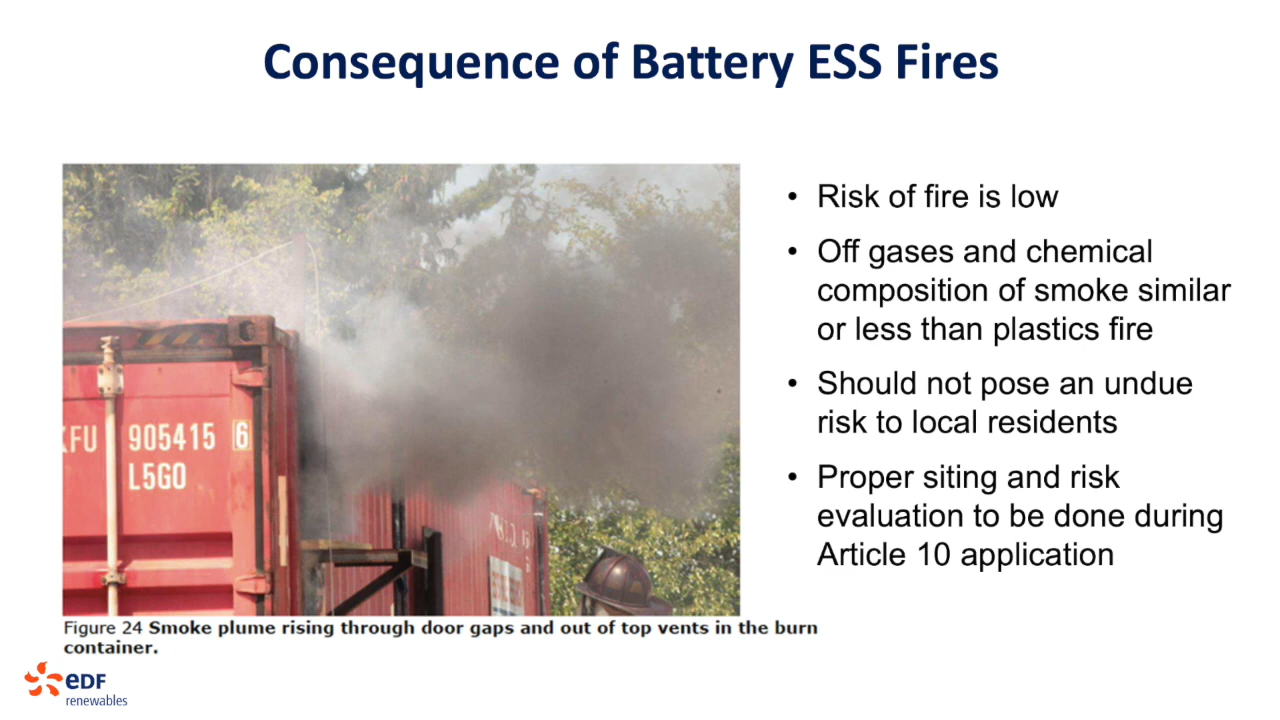 Consequence of Battery ESS Fires
KFU 905415 6
L5G0
• Risk of fire is low
• Off gases and chemical
composition of smoke similar
or less than plastics fire
• Should not pose an undue
risk to local residents
• Proper siting and risk
evaluation to be done during
Article 10 application
Figure 24 Smoke plume rising through door gaps and out of top vents in the burn
container.
eDF
renewables